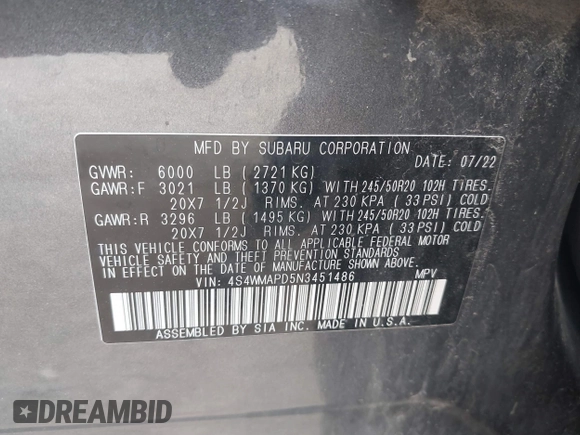 MFD BY SUBARU CORPORATION
GVWR: 6000 LB ( 2721 KG) DATE: 07/22
GAWR:F 3021 LB ( 1370 KG) WITH 245/50R20 102H TIRES.
20X7 1/2J RIMS. AT 230 KPA ( 33 PSI) COLD
GAWR:R 3296 LB ( 1495 KG) WITH 245/50R20 102H TIRES.
20X7 1/2J RIMS. AT 230 KPA ( 33 PSI) COLD
THIS VEHICLE CONFORMS TO ALL APPLICABLE FEDERAL MOTOR
VEHICLE SAFETY AND THEFT PREVENTION STANDARDS
IN EFFECT ON THE DATE OF MANUFACTURE SHOWN ABOVE.
VIN: 4S4WMAPD5N3451486 MPV
ASSEMBLED BY SIA INC. MADE IN U.S.A.
DREAMBID